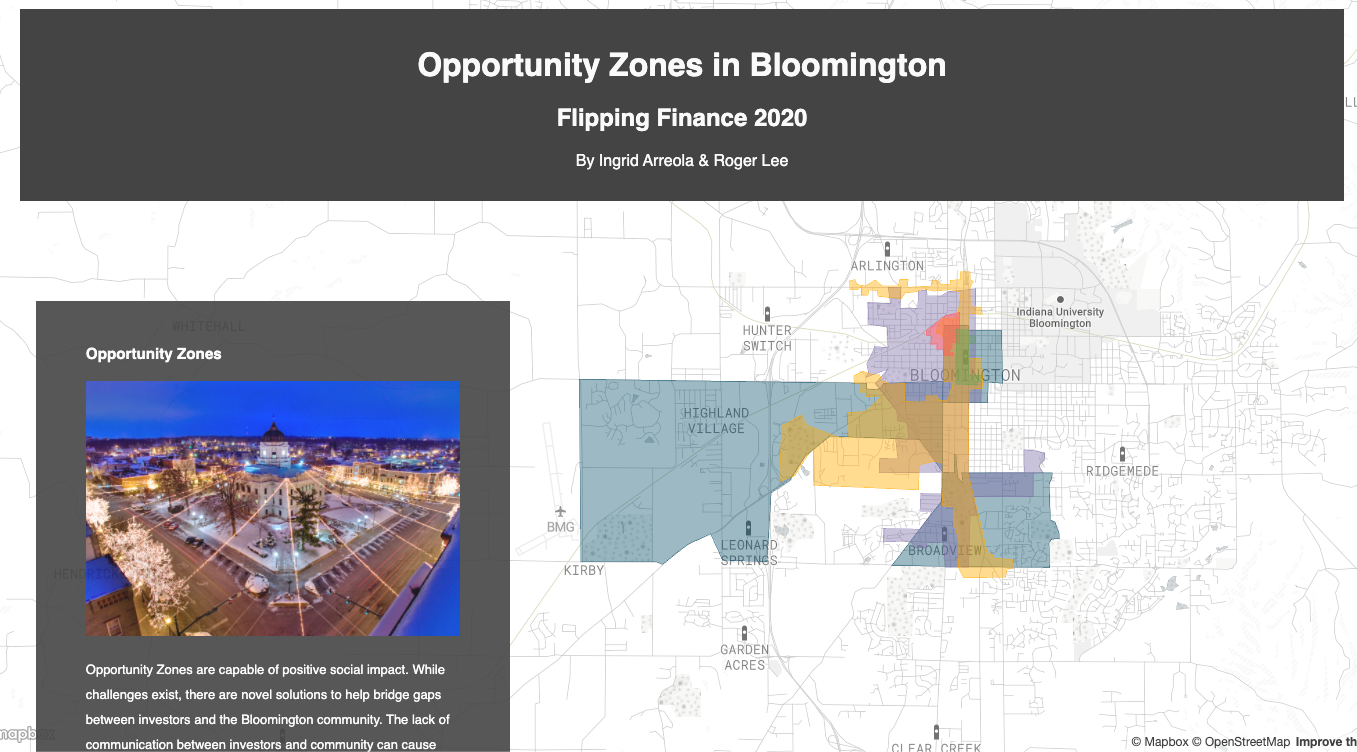 Opportunity Zones in Bloomington
Flipping Finance 2020
By Ingrid Arreola & Roger Lee
ARLINGTON
Indiana University
Bloomington
HUNTER
SWITCH
WHITEHALL
Opportunity Zones
BLOOMINGTON
HIGHLAND
VILLAGE
RIDGEMEDE
BMG
LEONARD
SPRINGS
BROADVIEW
KIRBY
GARDEN
ACRES
Opportunity Zones are capable of positive social impact. While
challenges exist, there are novel solutions to help bridge gaps
between investors and the Bloomington community. The lack of
communication between investors and community can cause
mapbox
CLEAR CREEK
© Mapbox © OpenStreetMap Improve th